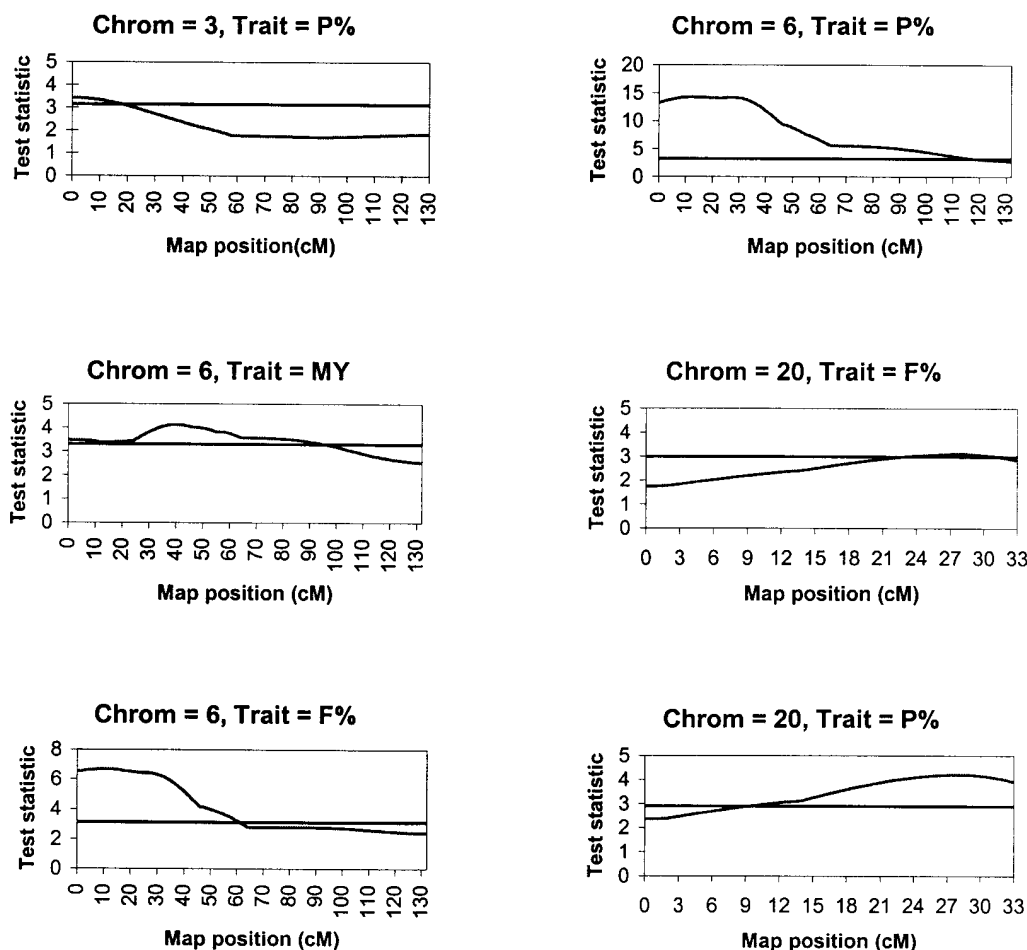 Chrom = 3, Trait = P%
Test statistic
5
4
3
2
1
0
0 10 20 30 40 50 60 70 80 90 100 110 120 130
Map position(cM)
Chrom = 6, Trait = P%
Test statistic
20
15
10
5
0
0 10 20 30 40 50 60 70 80 90 100 110 120 130
Map position (cM)
Chrom = 6, Trait = MY
Test statistic
5
4
3
2
1
0
0 10 20 30 40 50 60 70 80 90 100 110 120 130
Map position (cM)
Chrom = 20, Trait = F%
Test statistic
5
4
3
2
1
0
0 3 6 9 12 15 18 21 24 27 30 33
Map position (cM)
Chrom = 6, Trait = F%
Test statistic
8
6
4
2
0
0 10 20 30 40 50 60 70 80 90 100 110 120 130
Map position (cM)
Chrom = 20, Trait = P%
Test statistic
5
4
3
2
1
0
0 3 6 9 12 15 18 21 24 27 30 33
Map position (cM)